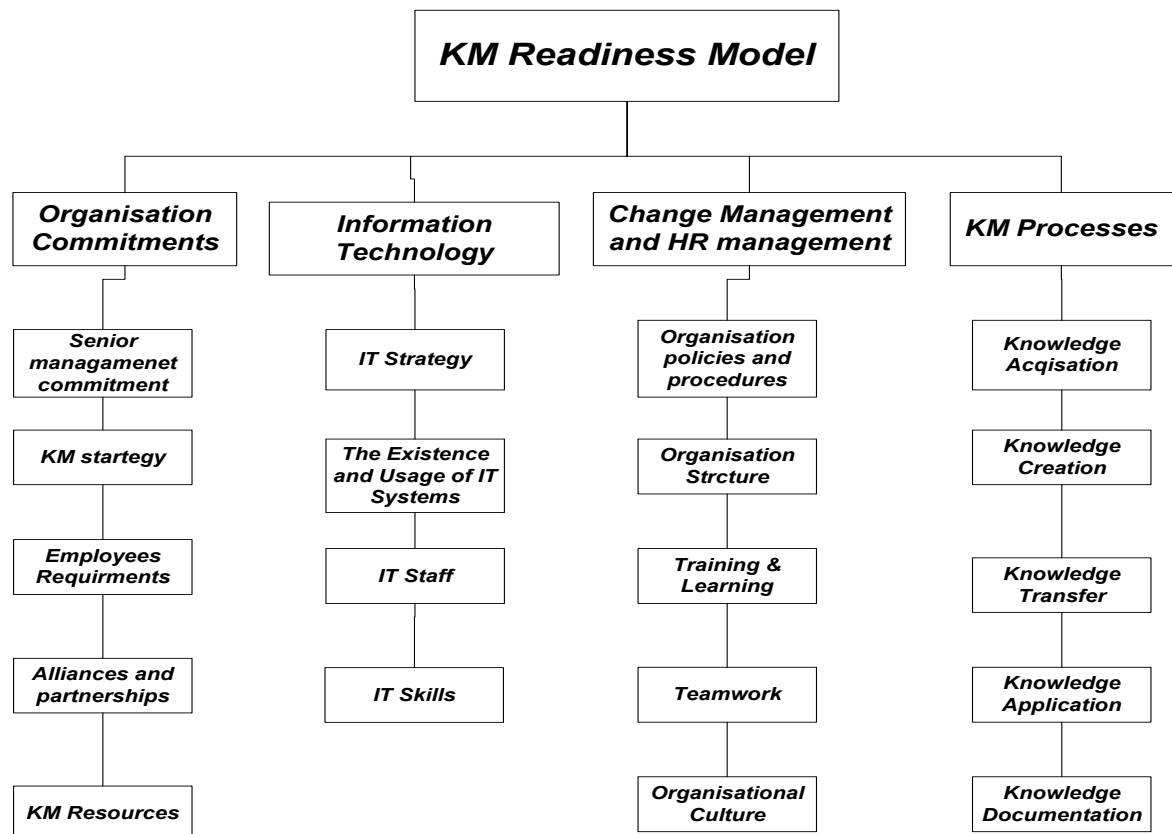 KM Readiness Model
Organisation
Commitments
Senior
managamenet
commitment
KM startegy
Employees
Requirments
Alliances and
partnerships
KM Resources
Information
Technology
IT Strategy
The Existence
and Usage of IT
Systems
IT Staff
IT Skills
Change Management
and HR management
Organisation
policies and
procedures
Organisation
Strcture
Training &
Learning
Teamwork
Organisational
Culture
KM Processes
Knowledge
Acqisation
Knowledge
Creation
Knowledge
Transfer
Knowledge
Application
Knowledge
Documentation